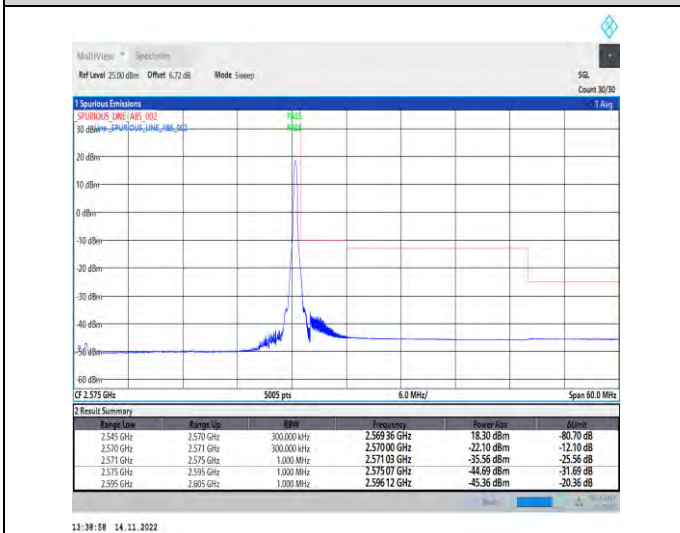 MultiView Spectrum
Ref Level 25.00 dBm Offset 6.72 dB Mode Sweep SGL
Count 30/30
1 Spurious Emissions 1 Avg
_SPURIOUS_LINE_ABS_002 PASS
30 dBm Line _SPURIOUS_LINE_ABS_002 PASS
20 dBm
10 dBm
0 dBm
-10 dBm
-20 dBm
-30 dBm
-40 dBm
-50 dBm
-60 dBm
CF 2.575 GHz 5005 pts 6.0 MHz/ Span 60.0 MHz
2 Result Summary
Range Low Range Up RBW Frequency Power Abs ΔLimit
2.545 GHz 2.570 GHz 300.000 kHz 2.569 36 GHz 18.30 dBm -80.70 dB
2.570 GHz 2.571 GHz 300.000 kHz 2.570 00 GHz -22.10 dBm -12.10 dB
2.571 GHz 2.575 GHz 1.000 MHz 2.571 03 GHz -25.56 dBm -25.56 dB
2.575 GHz 2.595 GHz 1.000 MHz 2.575 07 GHz -44.69 dBm -31.69 dB
2.595 GHz 2.605 GHz 1.000 MHz 2.596 12 GHz -45.36 dBm -20.36 dB
13:38:58 14.11.2022